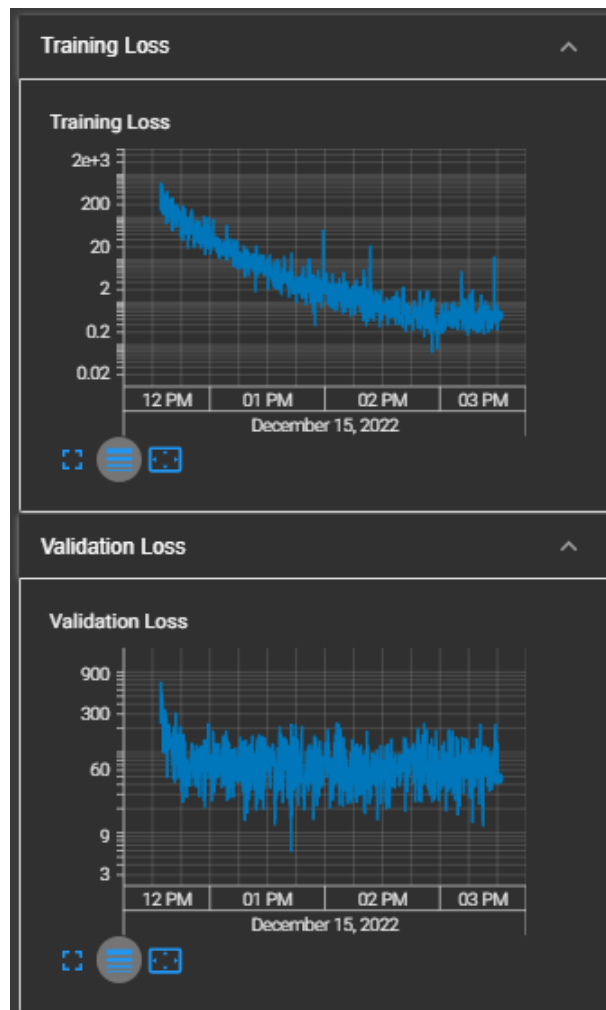 Training Loss
Training Loss
2e+3
200
20
2
0.2
0.02
12 PM 01 PM 02 PM 03 PM
December 15, 2022
Validation Loss
Validation Loss
900
300
60
9
3
12 PM 01 PM 02 PM 03 PM
December 15, 2022